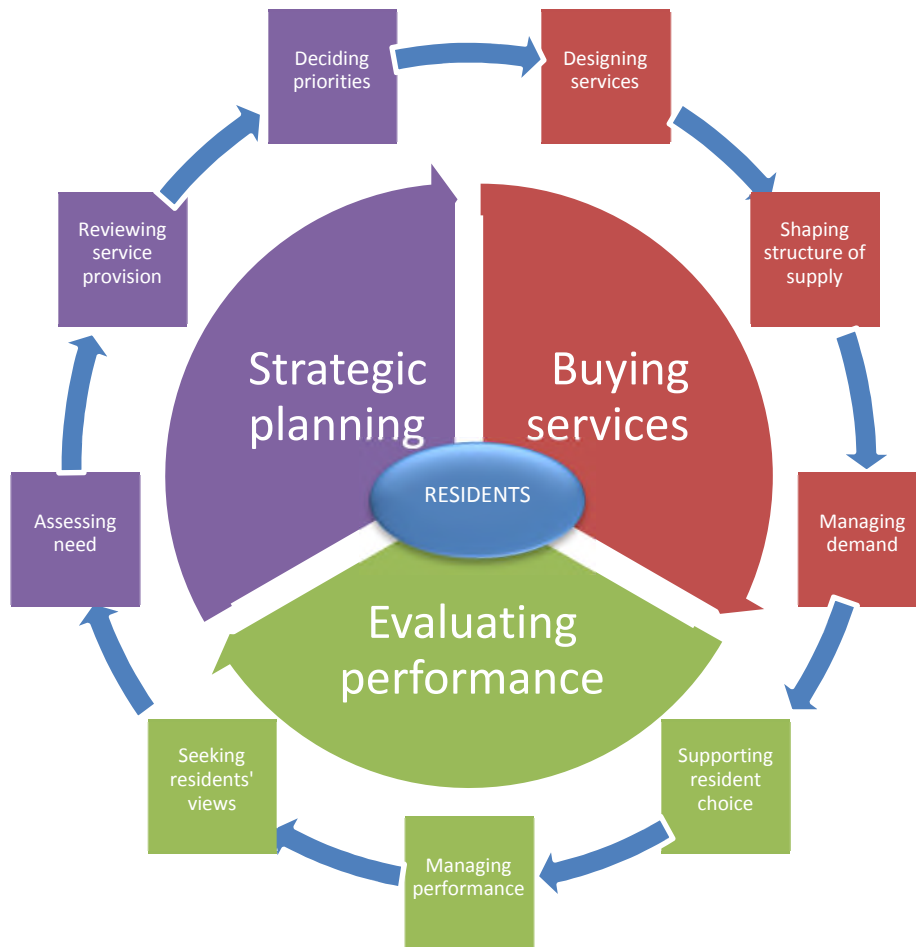 Deciding
priorities
Designing
services
Reviewing
service
provision
Shaping
structure of
supply
Strategic
planning
Buying
services
RESIDENTS
Assessing
need
Managing
demand
Evaluating
performance
Seeking
residents'
views
Supporting
resident
choice
Managing
performance